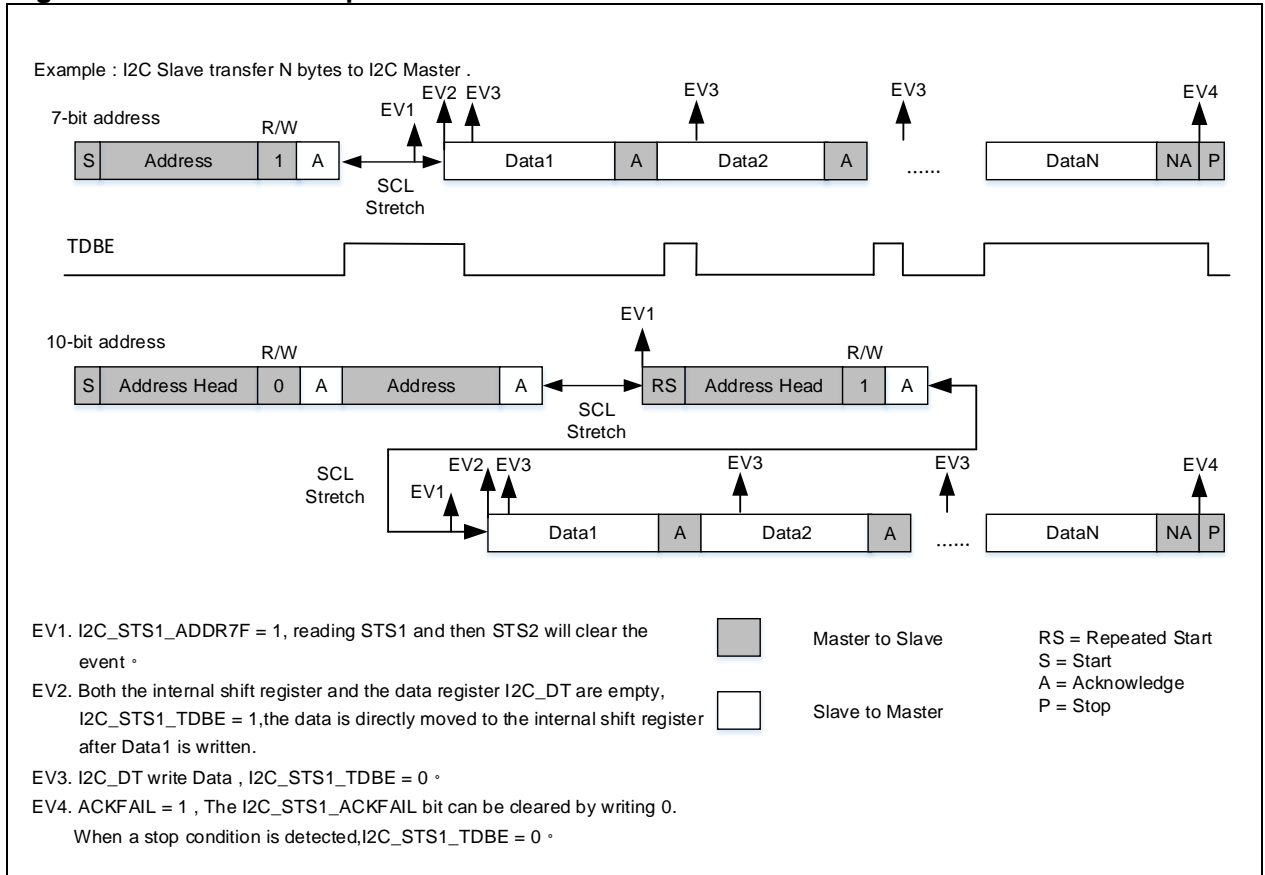 Example : I2C Slave transfer N bytes to I2C Master .
EV2 EV3 EV3 EV3 EV4
EV1
7-bit address
R/W
S Address 1 A Data1 A Data2 A ...... DataN NA P
SCL
Stretch
TDBE
EV1
10-bit address
R/W R/W
S Address Head 0 A Address A RS Address Head 1 A
SCL
Stretch
SCL
Stretch
EV2 EV3 EV3 EV3 EV4
EV1
Data1 A Data2 A ...... DataN NA P
EV1. I2C_STS1_ADDR7F = 1, reading STS1 and then STS2 will clear the
event。
EV2. Both the internal shift register and the data register I2C_DT are empty,
I2C_STS1_TDBE = 1,the data is directly moved to the internal shift register
after Data1 is written.
EV3. I2C_DT write Data , I2C_STS1_TDBE = 0。
EV4. ACKFAIL = 1 , The I2C_STS1_ACKFAIL bit can be cleared by writing 0.
When a stop condition is detected,I2C_STS1_TDBE = 0。
Master to Slave
Slave to Master
RS = Repeated Start
S = Start
A = Acknowledge
P = Stop